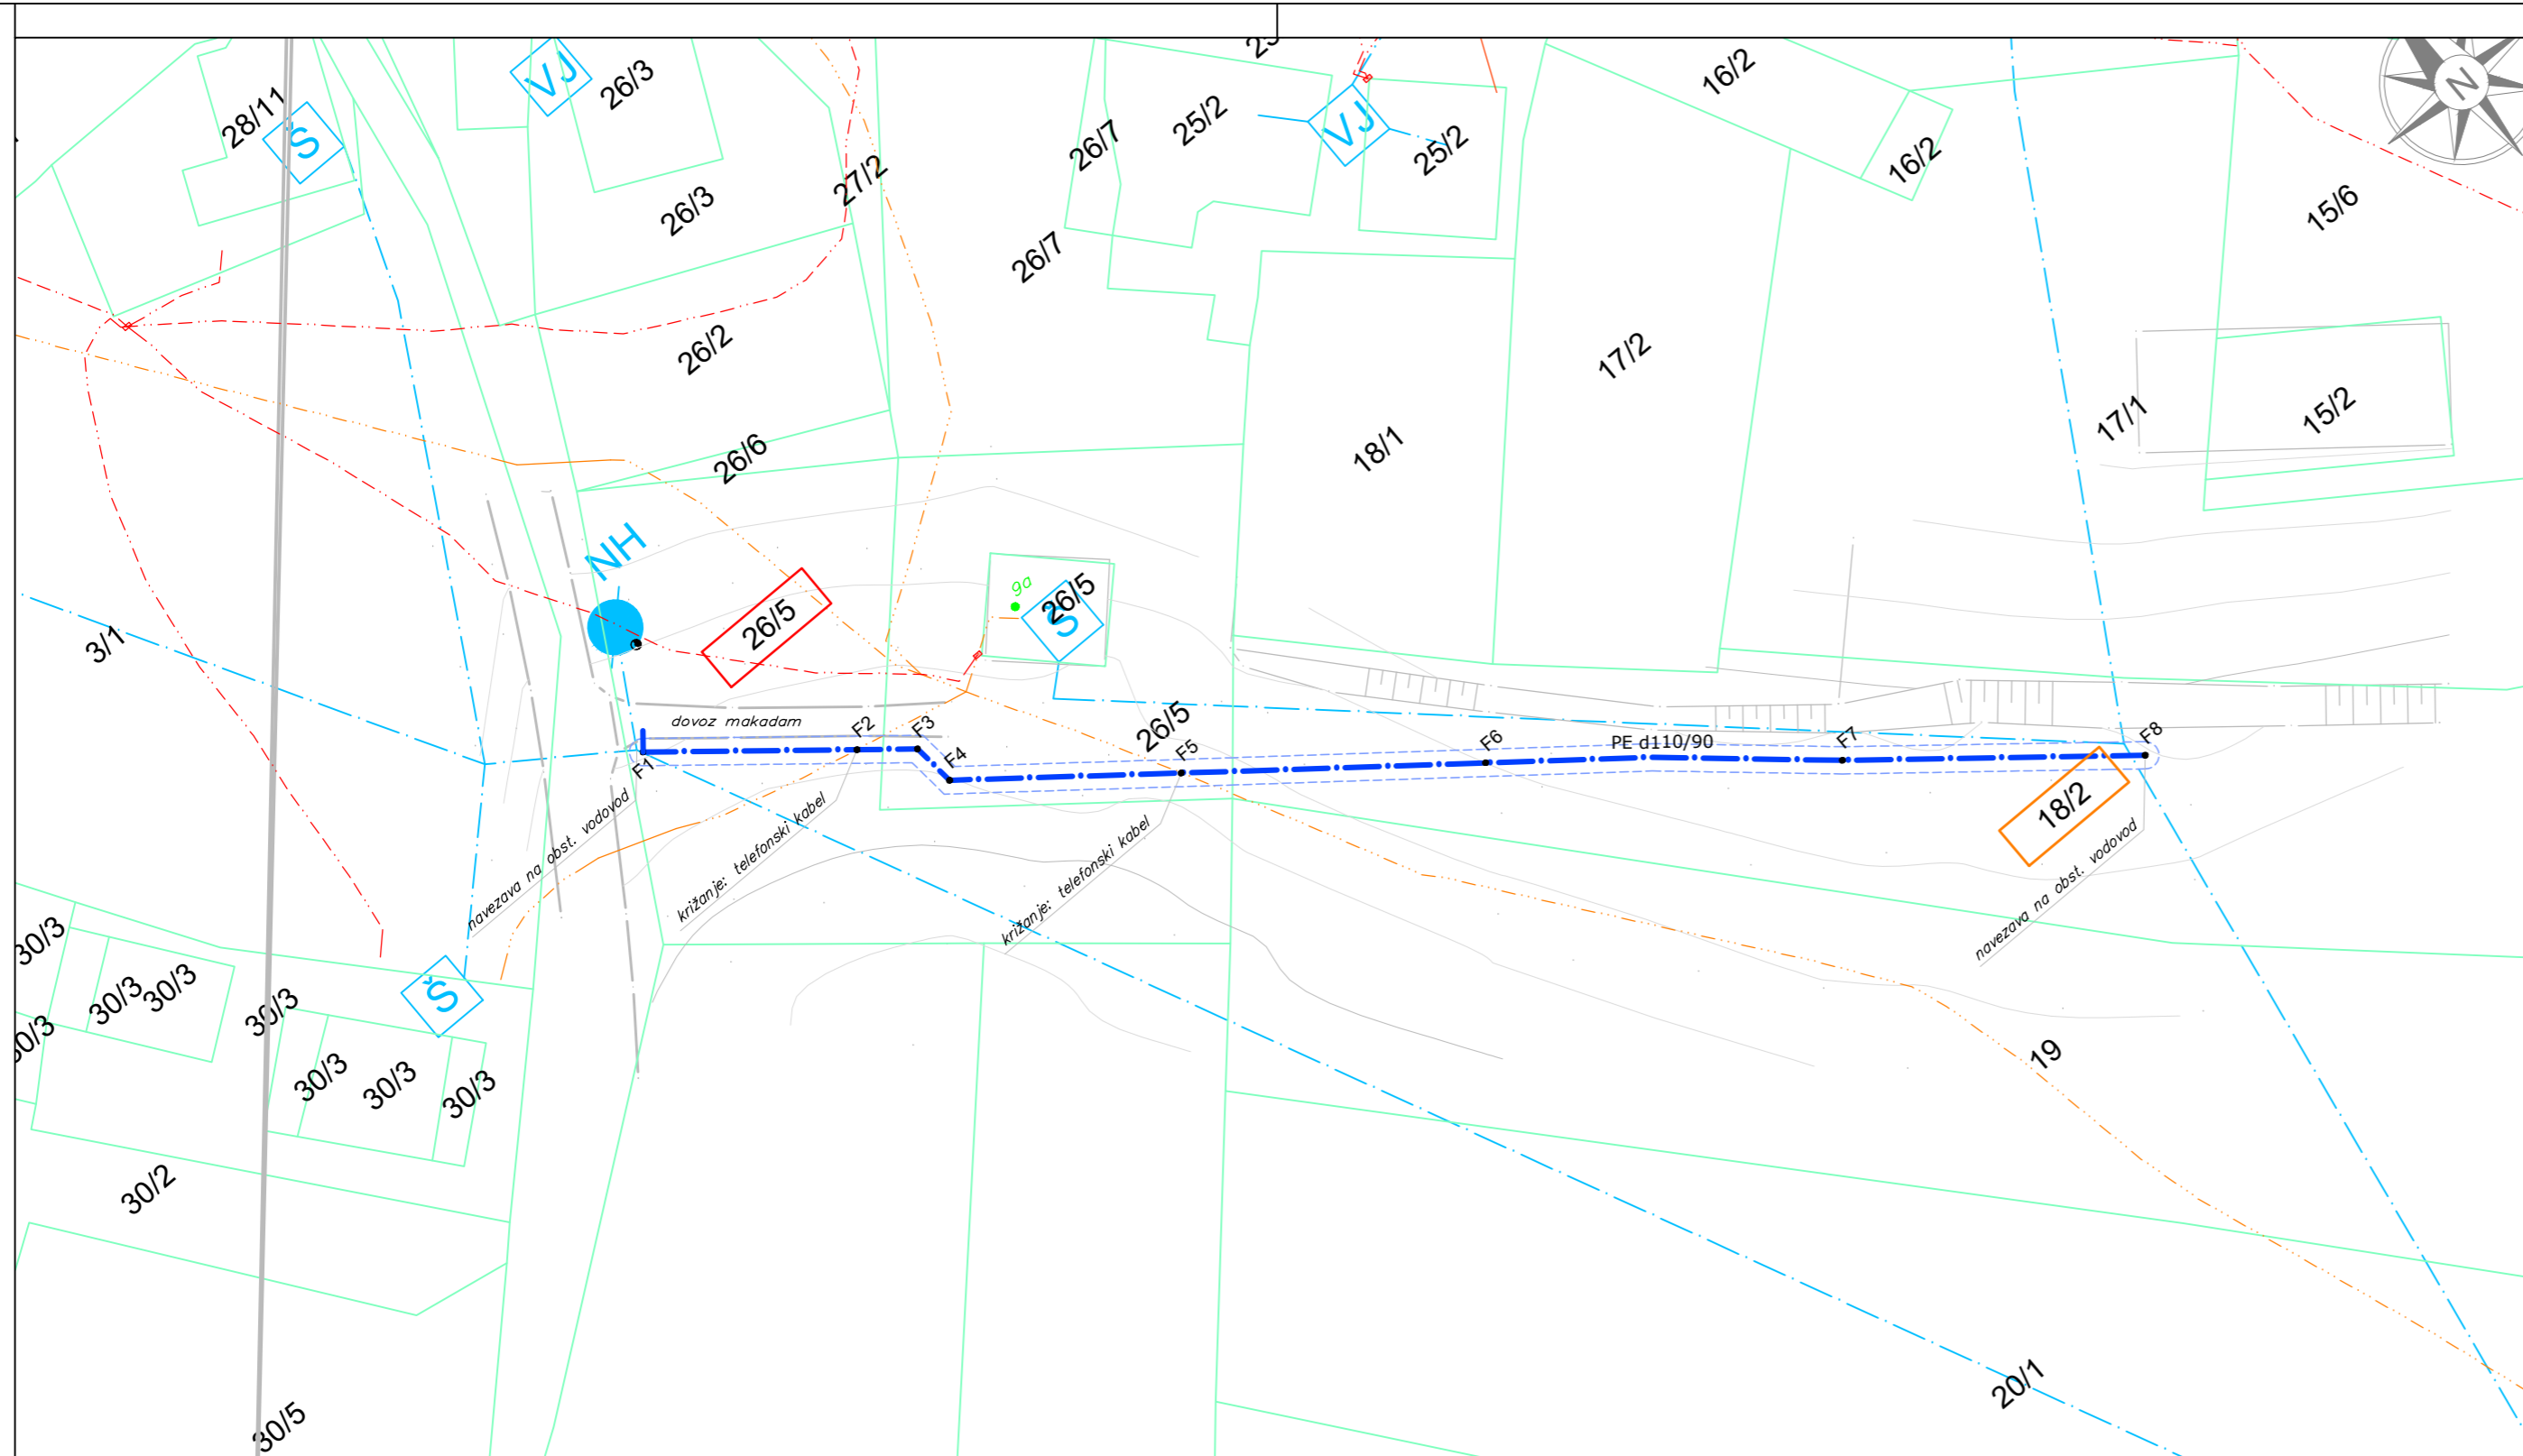 VJ
26/3
28/11
Š
25/2
26/7
VJ
25/2
16/2
16/2
N
27/2
26/3
26/7
15/6
26/2
17/2
15/2
17/1
26/6
18/1
NH
9a
26/5
Š
26/5
3/1
dovoz makadam
F1
F2
F3
F4
26/5
F5
F6
PE d110/90
F7
F8
18/2
navezava na obst. vodovod
križanje: telefonski kabel
križanje: telefonski kabel
navezava na obst. vodovod
30/3
30/3
30/3
30/3
30/3
Š
30/3
30/3
30/3
19
30/2
20/1
30/5